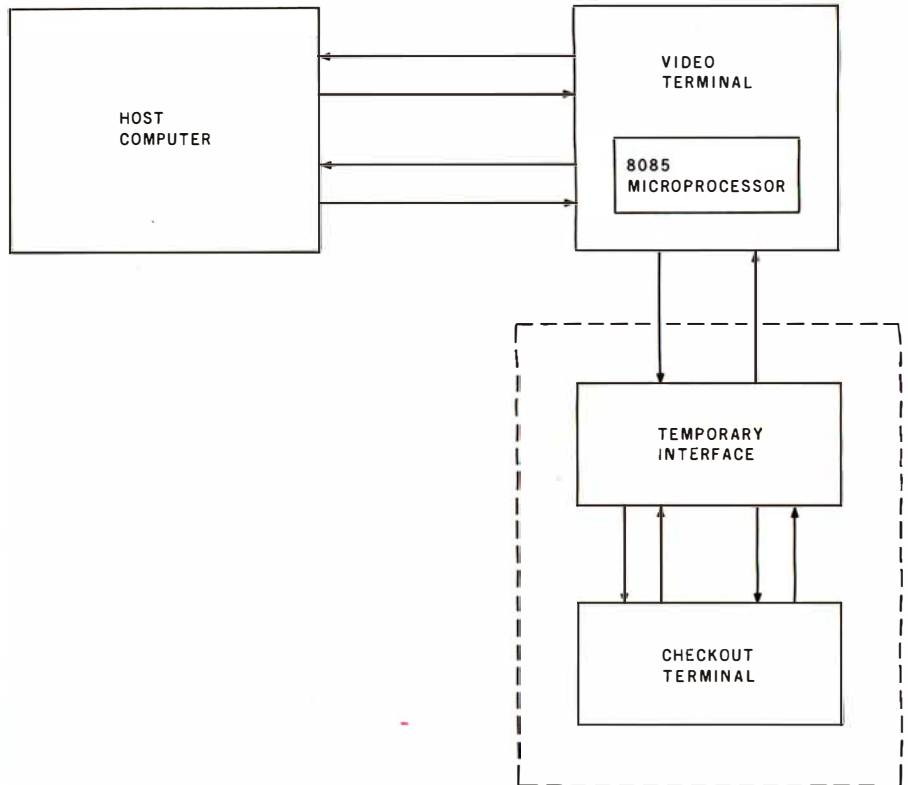 HOST
COMPUTER
VIDEO
TERMINAL
8085
MICROPROCESSOR
TEMPORARY
INTERFACE
CHECKOUT
TERMINAL